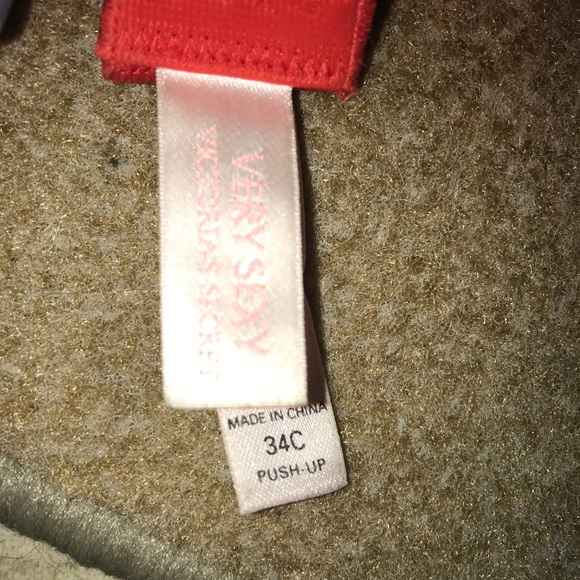 VERY SEXY
VICTORIA'S SECRET
MADE IN CHINA
34C
PUSH-UP